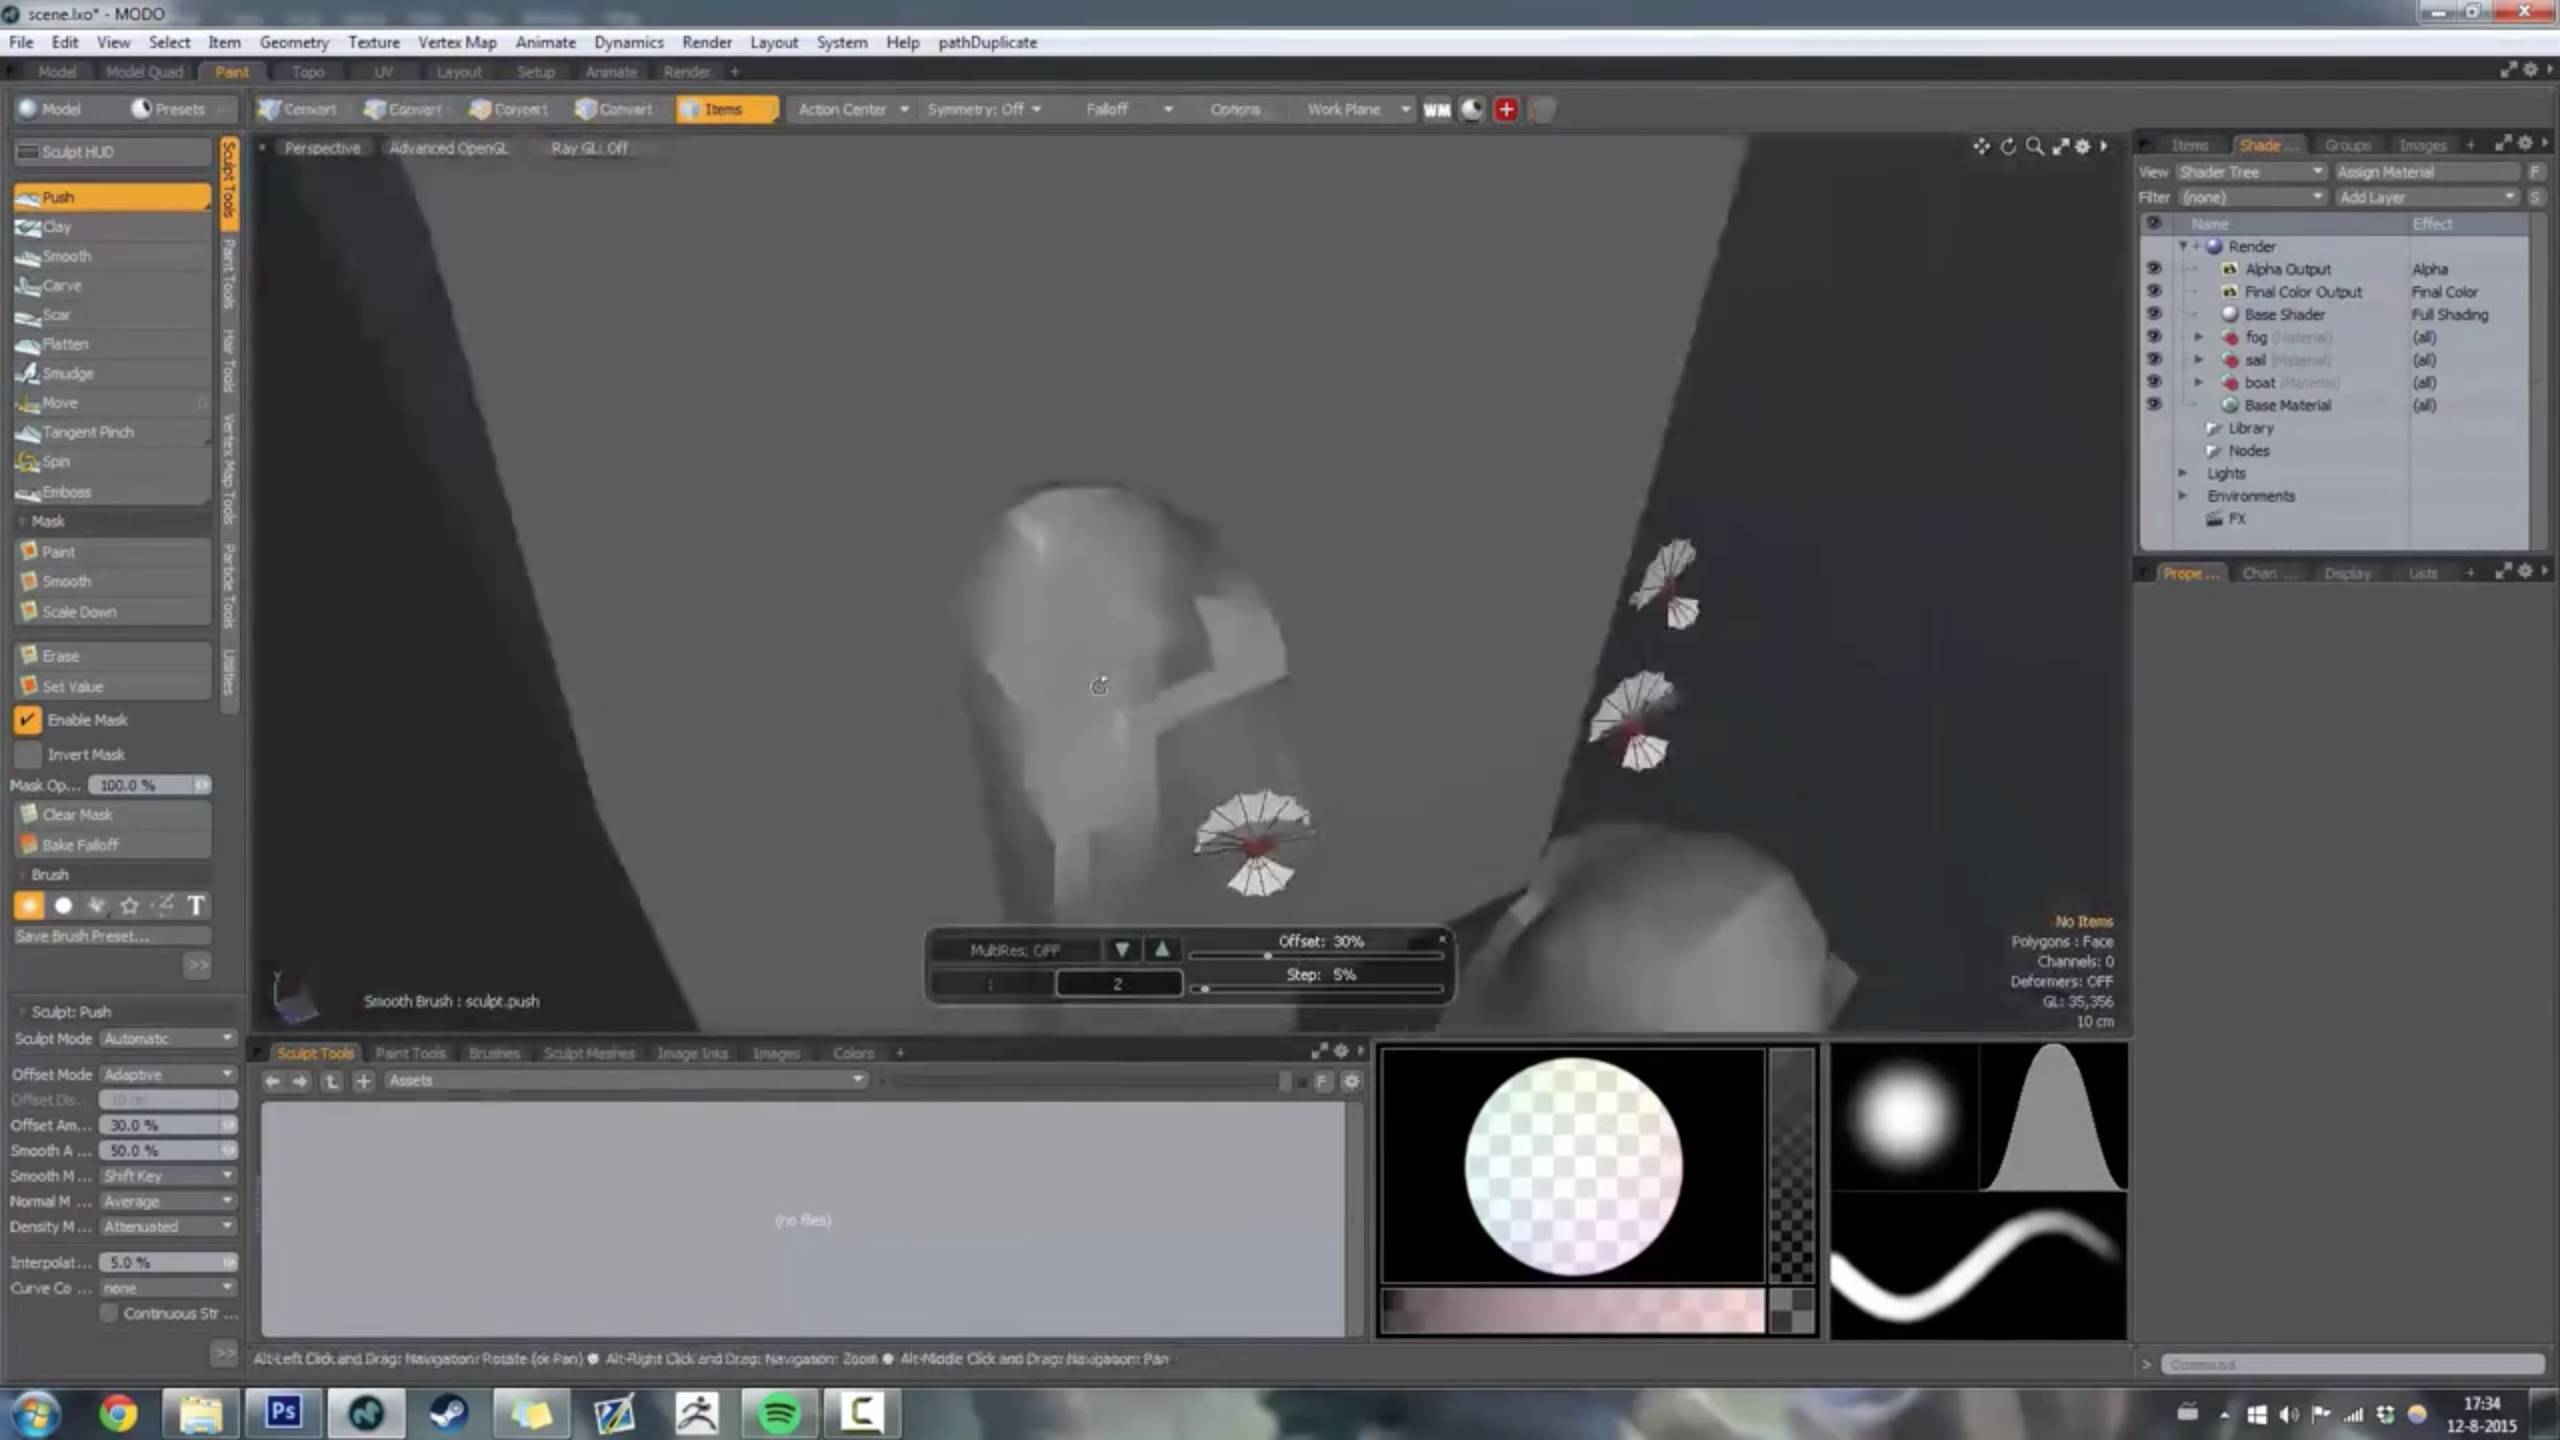 scene.lxo* - MODO
File Edit View Select Item Geometry Texture Vertex Map Animate Dynamics Render Layout System Help pathDuplicate
Model Model Quad Paint Topo UV Layout Setup Animate Render +
Model Presets Convert Convert Convert Convert Items Action Center Symmetry: Off Falloff Options Work Plane WM
Sculpt HUD
Push
Clay
Smooth
Carve
Scar
Flatten
Smudge
Move
Tangent Pinch
Spin
Emboss
Mask
Paint
Smooth
Scale Down
Erase
Set Value
Enable Mask
Invert Mask
Mask Op... 100.0 %
Clear Mask
Bake Falloff
Brush
T
Save Brush Preset...
>>
Sculpt: Push
Sculpt Mode Automatic
Offset Mode Adaptive
Offset Dis...
Offset Am... 30.0 %
Smooth A ... 50.0 %
Smooth M ... Shift Key
Normal M ... Average
Density M ... Attenuated
Interpolat... 5.0 %
Curve Co ... none
Continuous Str ...
>>
Sculpt Tools
Paint Tools
Hair Tools
Vertex Map Tools
Particle Tools
Utilities
Perspective Advanced OpenGL Ray GL: Off
MultiRes: OFF
Offset: 30%
Step: 5%
2
Smooth Brush : sculpt.push
No Items
Polygons : Face
Channels: 0
Deformers: OFF
GL: 35,356
10 cm
Sculpt Tools Paint Tools Brushes Sculpt Meshes Image Inks Images Colors +
Assets F
(no files)
Alt-Left Click and Drag: Navigation: Rotate (or Pan) ● Alt-Right Click and Drag: Navigation: Zoom ● Alt-Middle Click and Drag: Navigation: Pan
Items Shade ... Groups Images +
View Shader Tree Assign Material F
Filter (none) Add Layer S
Name Effect
Render
Alpha Output Alpha
Final Color Output Final Color
Base Shader Full Shading
fog (Material) (all)
sail (Material) (all)
boat (Material) (all)
Base Material (all)
Library
Nodes
Lights
Environments
FX
Prope ... Chan ... Display Lists +
> Command
Ps
17:34
12-8-2015